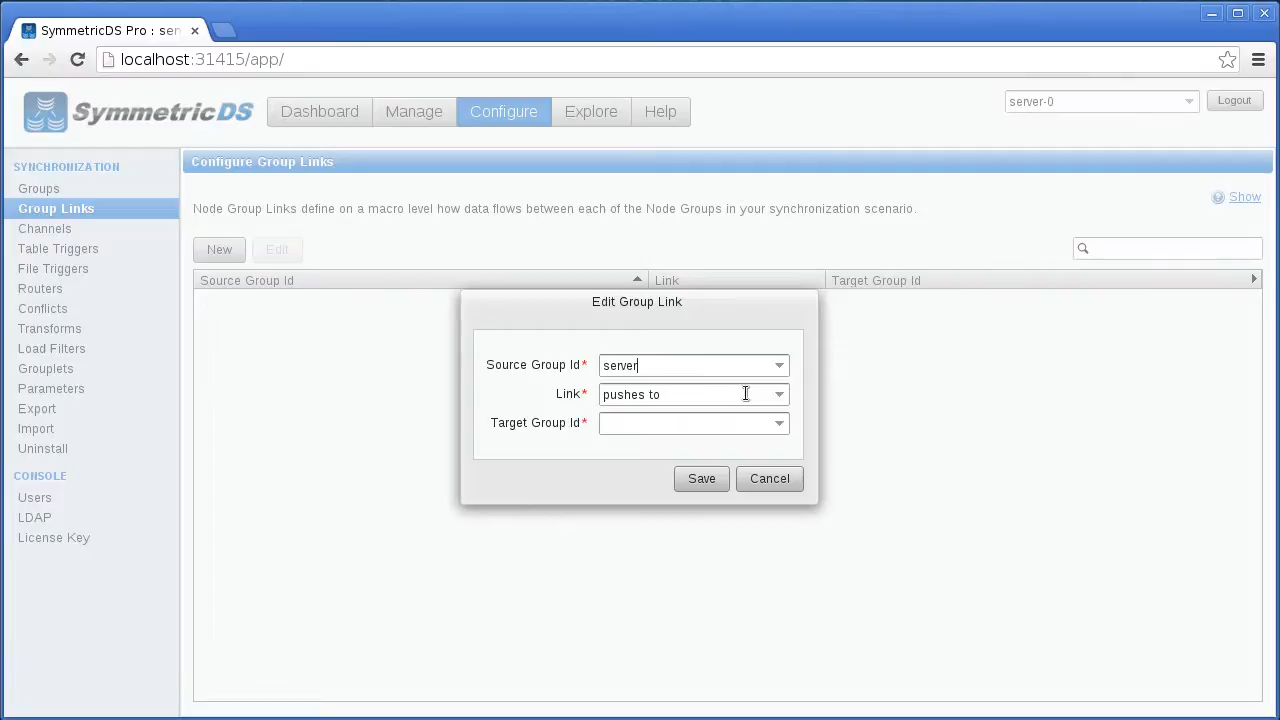 SymmetricDS Pro : ser
localhost:31415/app/
SymmetricDS
Dashboard
Manage
Configure
Explore
Help
server-0
Logout
SYNCHRONIZATION
Groups
Group Links
Channels
Table Triggers
File Triggers
Routers
Conflicts
Transforms
Load Filters
Grouplets
Parameters
Export
Import
Uninstall
CONSOLE
Users
LDAP
License Key
Configure Group Links
Show
Node Group Links define on a macro level how data flows between each of the Node Groups in your synchronization scenario.
New
Edit
Source Group Id
Link
Target Group Id
Edit Group Link
Source Group Id* server
Link* pushes to
Target Group Id*
Save
Cancel